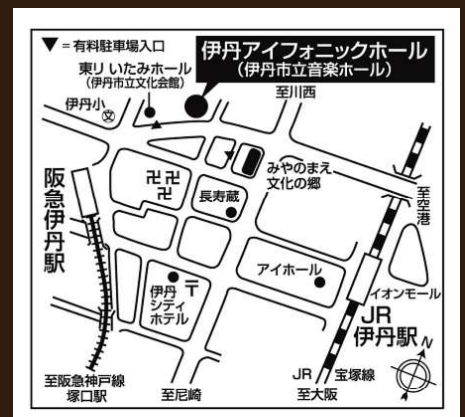 ▼=有料駐車場入口
伊丹アイフォニックホール
(伊丹市立音楽ホール)
東リ いたみホール
(伊丹市立文化会館)
伊丹小
文
至川西
みやのまえ
文化の郷
卍卍
卍
長寿蔵
至空港
阪急伊丹駅
アイホール
イオンモール
伊丹
シティ
ホテル
〒
JR
伊丹駅
N
至阪急神戸線
塚口駅
至尼崎
JR 宝塚線
至大阪